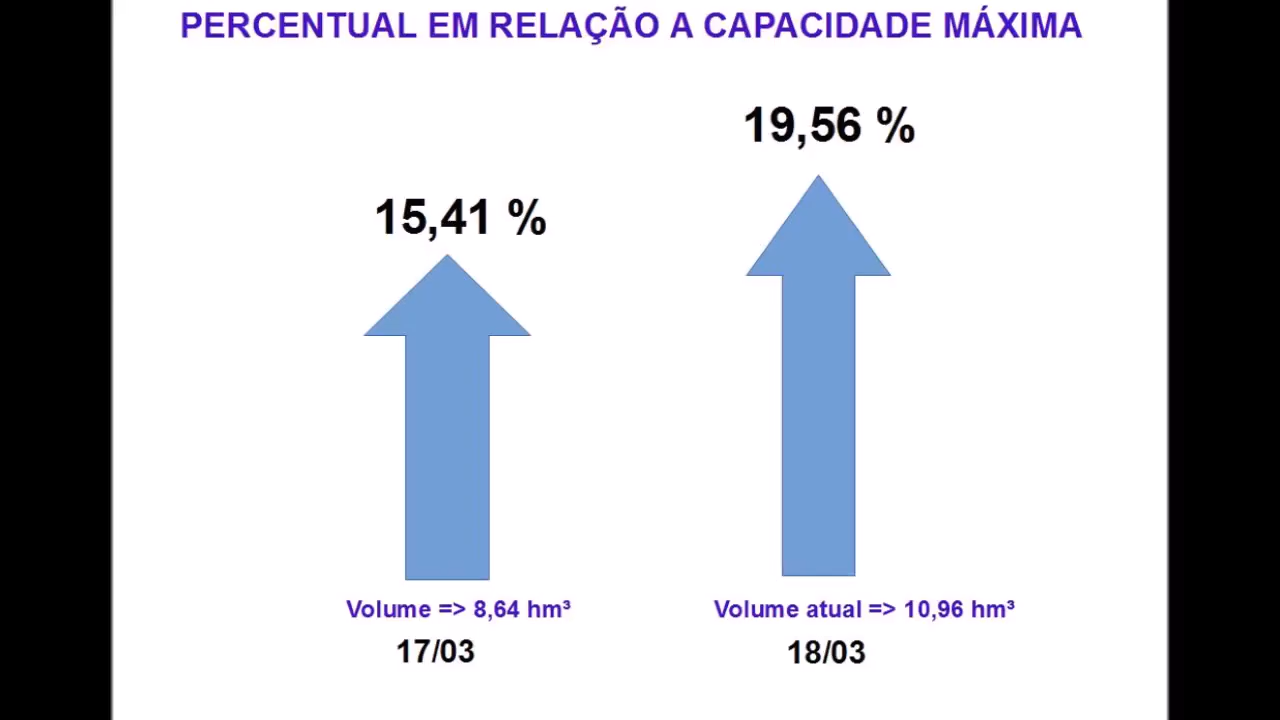 PERCENTUAL EM RELAÇÃO A CAPACIDADE MÁXIMA
19,56 %
15,41 %
Volume => 8,64 hm³
Volume atual => 10,96 hm³
17/03
18/03